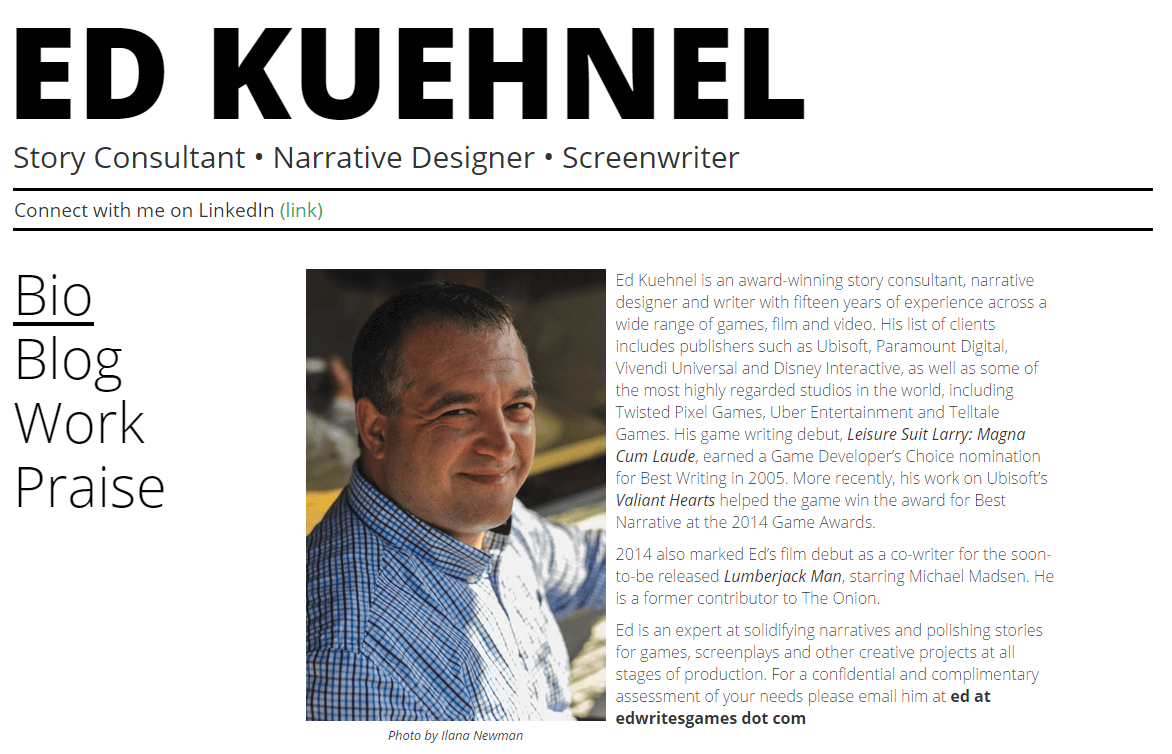 ED KUEHNEL
Story Consultant • Narrative Designer • Screenwriter
Connect with me on LinkedIn (link)
Bio
Blog
Work
Praise
Ed Kuehnel is an award-winning story consultant, narrative
designer and writer with fifteen years of experience across a
wide range of games, film and video. His list of clients
includes publishers such as Ubisoft, Paramount Digital,
Vivendi Universal and Disney Interactive, as well as some of
the most highly regarded studios in the world, including
Twisted Pixel Games, Uber Entertainment and Telltale
Games. His game writing debut, Leisure Suit Larry: Magna
Cum Laude, earned a Game Developer’s Choice nomination
for Best Writing in 2005. More recently, his work on Ubisoft’s
Valiant Hearts helped the game win the award for Best
Narrative at the 2014 Game Awards.
2014 also marked Ed’s film debut as a co-writer for the soon-
to-be released Lumberjack Man, starring Michael Madsen. He
is a former contributor to The Onion.
Ed is an expert at solidifying narratives and polishing stories
for games, screenplays and other creative projects at all
stages of production. For a confidential and complimentary
assessment of your needs please email him at ed at
edwritesgames dot com
Photo by Ilana Newman